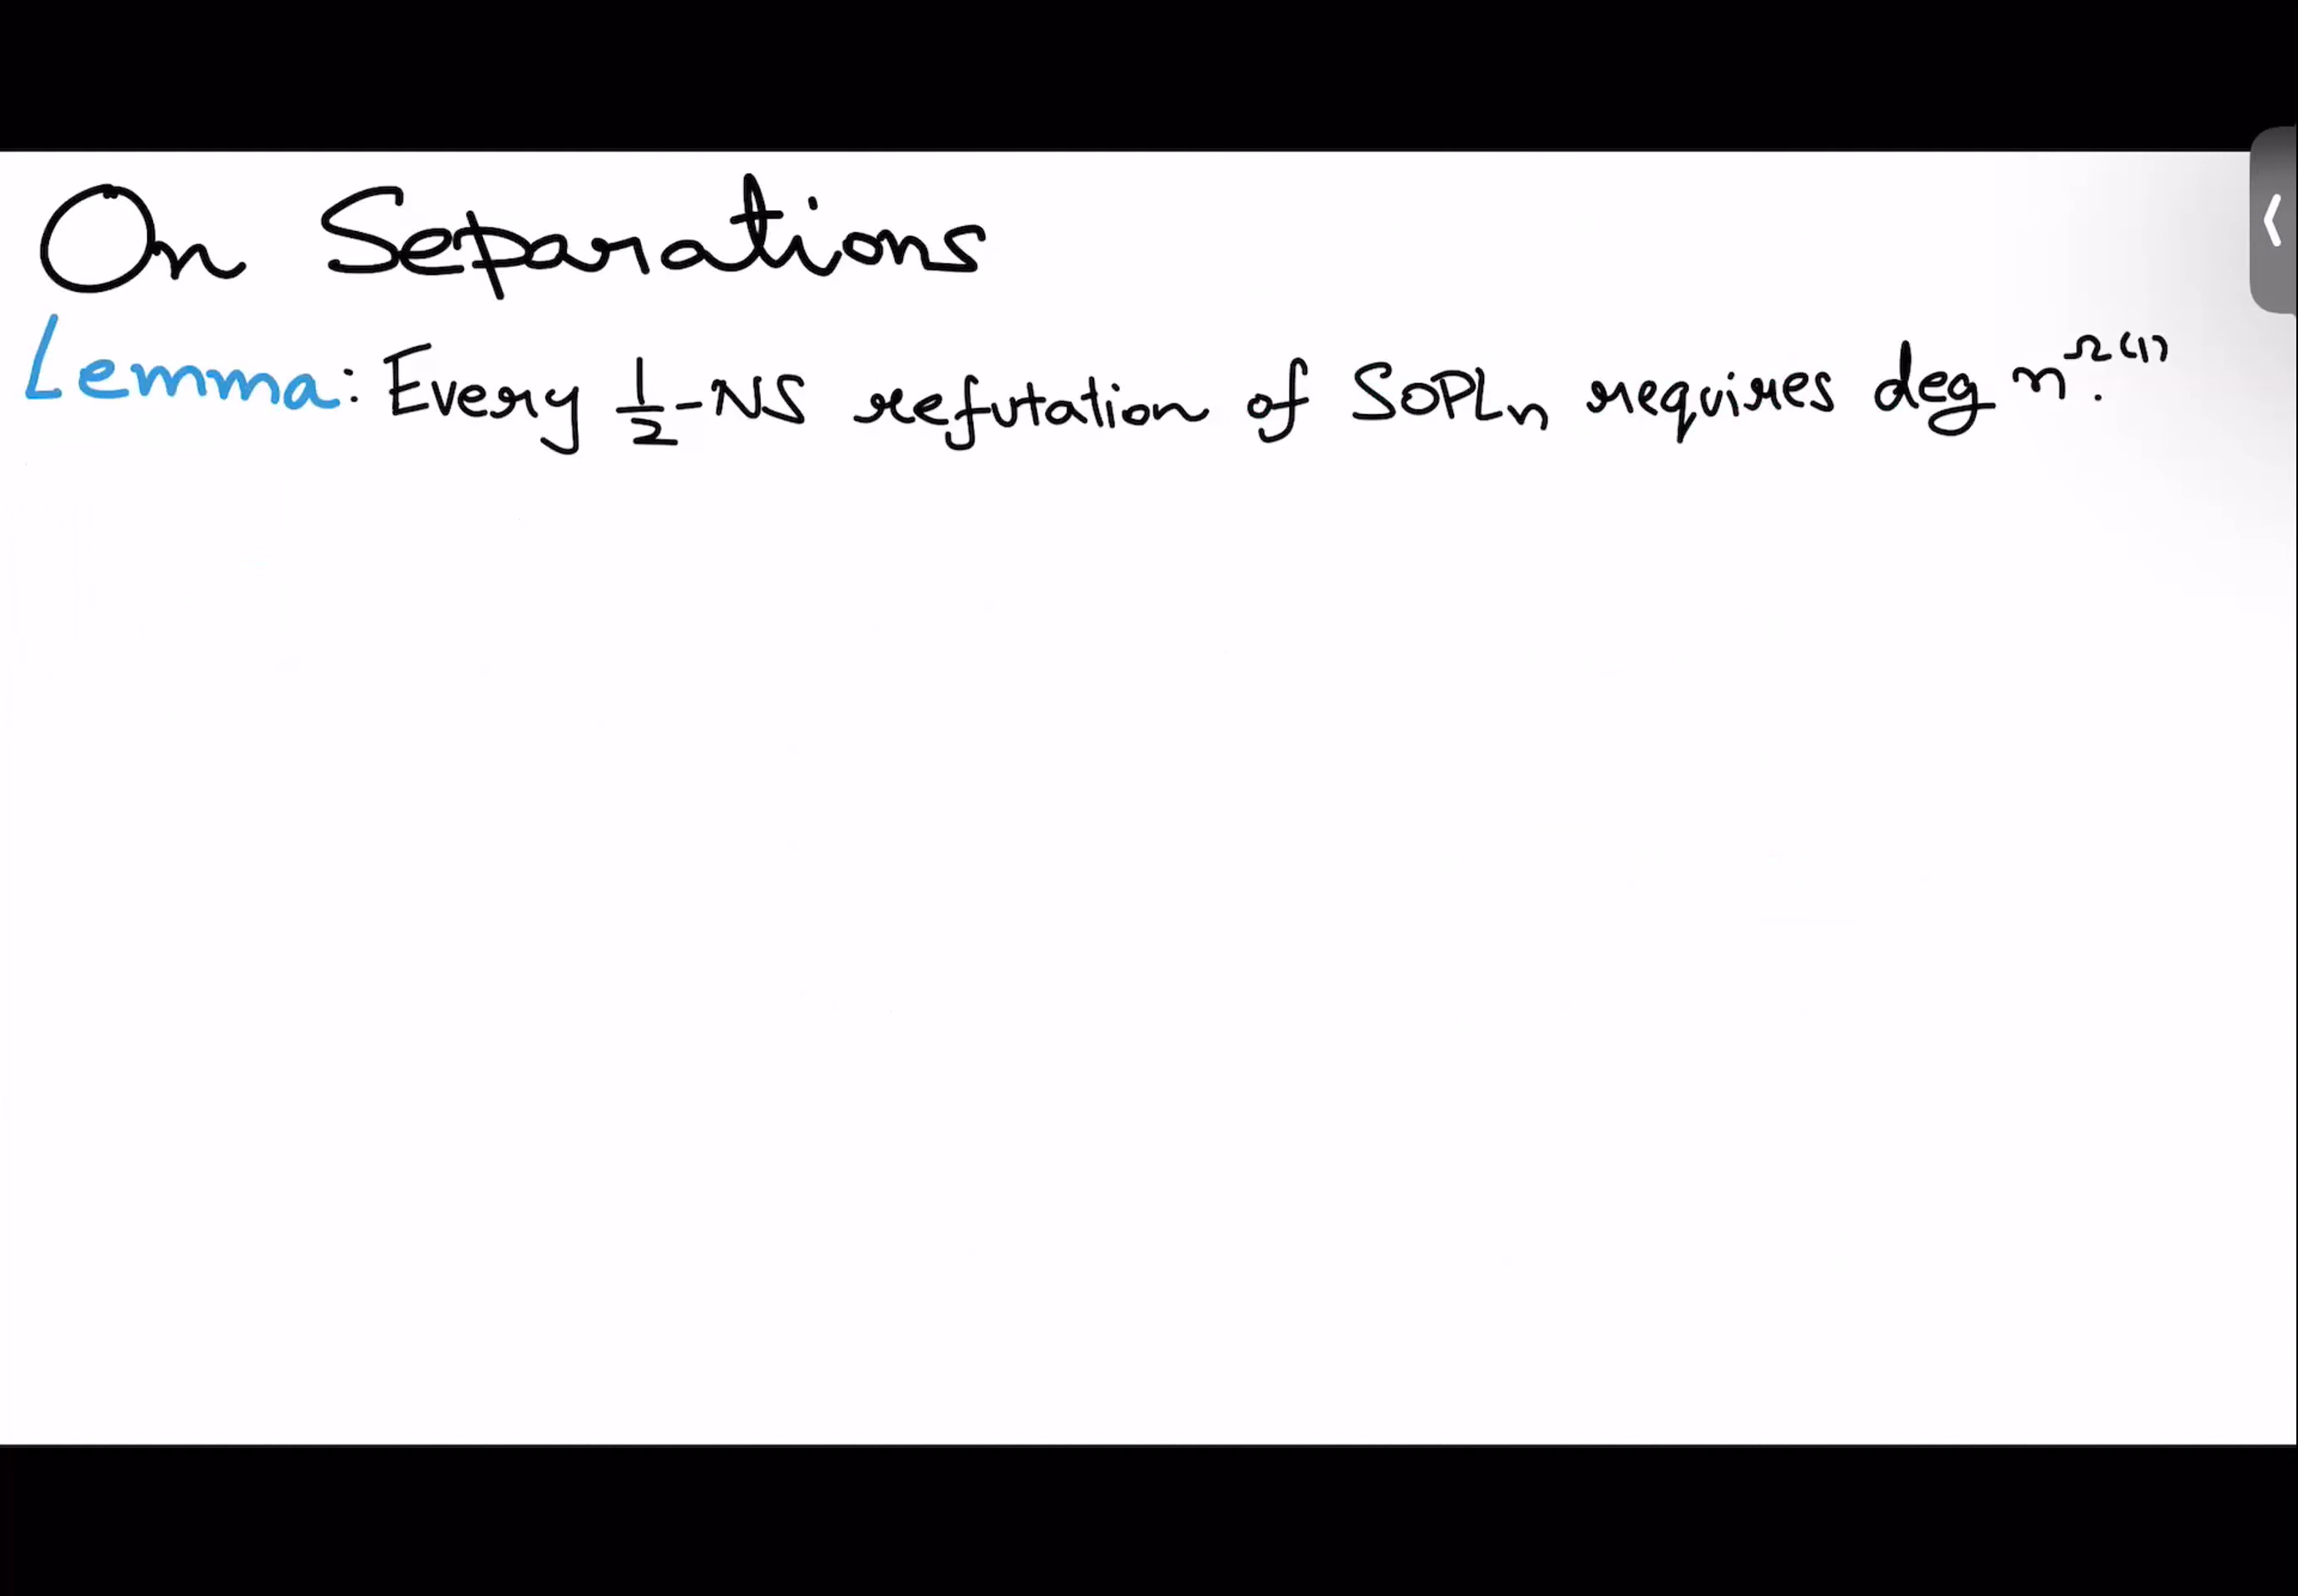 On Separations
Lemma: Every 1/2-NS refutation of SoPLn requires deg n^Ω(1).